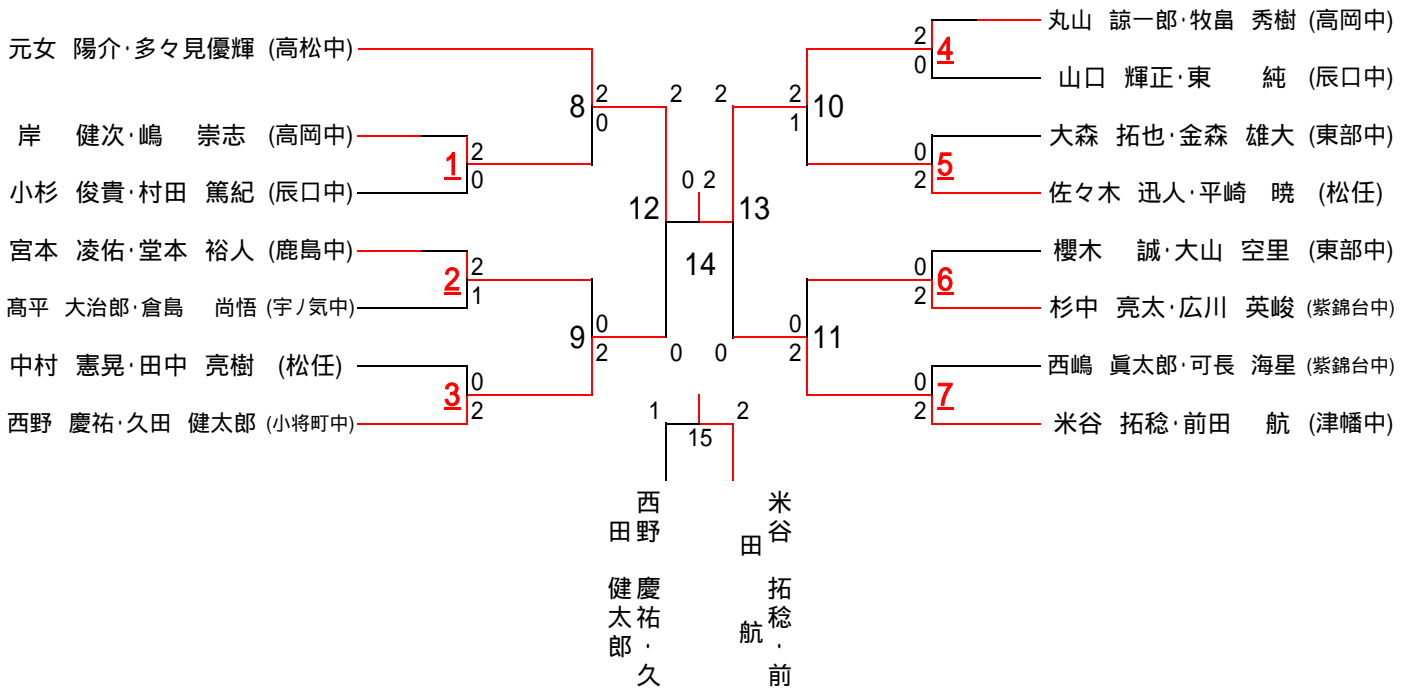 元女 陽介·多々見優輝 (高松中)
岸 健次·嶋 崇志 (高岡中)
小杉 俊貴·村田 篤紀 (辰口中)
宮本 凌佑·堂本 裕人 (鹿島中)
髙平 大治郎·倉島 尚悟 (宇ノ気中)
中村 憲晃·田中 亮樹 (松任)
西野 慶祐·久田 健太郎 (小将町中)
1
2
0
2
2
1
3
0
2
8
2
0
9
0
2
12
2
0
0 2
14
13
2
0
10
2
1
11
0
2
4
2
0
5
0
2
6
0
2
7
0
2
丸山 諒一郎·牧畠 秀樹 (高岡中)
山口 輝正·東 純 (辰口中)
大森 拓也·金森 雄大 (東部中)
佐々木 迅人·平崎 暁 (松任)
櫻木 誠·大山 空里 (東部中)
杉中 亮太·広川 英峻 (紫錦台中)
西嶋 眞太郎·可長 海星 (紫錦台中)
米谷 拓稔·前田 航 (津幡中)
1
2
15
西野 慶祐·久
田 健太郎
米谷 拓稔·前
田 航